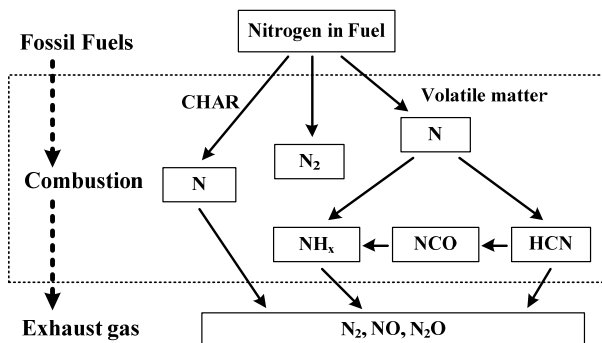 Nitrogen in Fuel
Fossil Fuels
CHAR
Volatile matter
N
N₂
Combustion
N
NHₓ
NCO
HCN
Exhaust gas
N₂, NO, N₂O